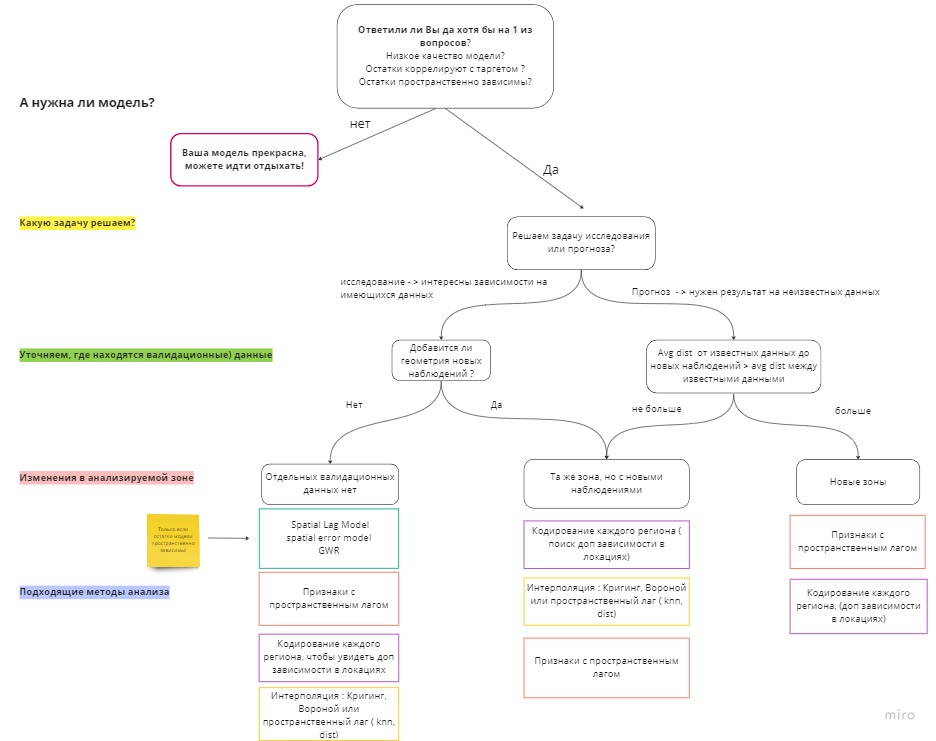 Ответили ли Вы да хотя бы на 1 из
вопросов?
Низкое качество модели?
Остатки коррелируют с таргетом ?
Остатки пространственно зависимы?
А нужна ли модель?
нет
Ваша модель прекрасна,
можете идти отдыхать!
Да
Какую задачу решаем?
Решаем задачу исследования
или прогноза?
исследование - > интересны зависимости на
имеющихся данных
Прогноз - > нужен результат на неизвестных данных
Уточняем, где находятся валидационные) данные
Добавится ли
геометрия новых
наблюдений ?
Avg dist от известных данных до
новых наблюдений > avg dist между
известными данными
Нет
Да
не больше
больше
Изменения в анализируемой зоне
Отдельных валидационных
данных нет
Та же зона, но с новыми
наблюдениями
Новые зоны
Только если
остатки модели
пространственно
зависимы!
Spatial Lag Model
spatial error model
GWR
Кодирование каждого региона (
поиск доп зависимости в
локациях)
Признаки с
пространственным лагом
Подходящие методы анализа
Признаки с
пространственным лагом
Интерполяция : Кригинг, Вороной
или пространственный лаг ( knn,
dist)
Кодирование каждого
региона, (доп зависимости
в локациях)
Кодирование каждого
региона, чтобы увидеть доп
зависимости в локациях
Признаки с пространственным
лагом
Интерполяция : Кригинг,
Вороной или
пространственный лаг ( knn,
dist)
miro